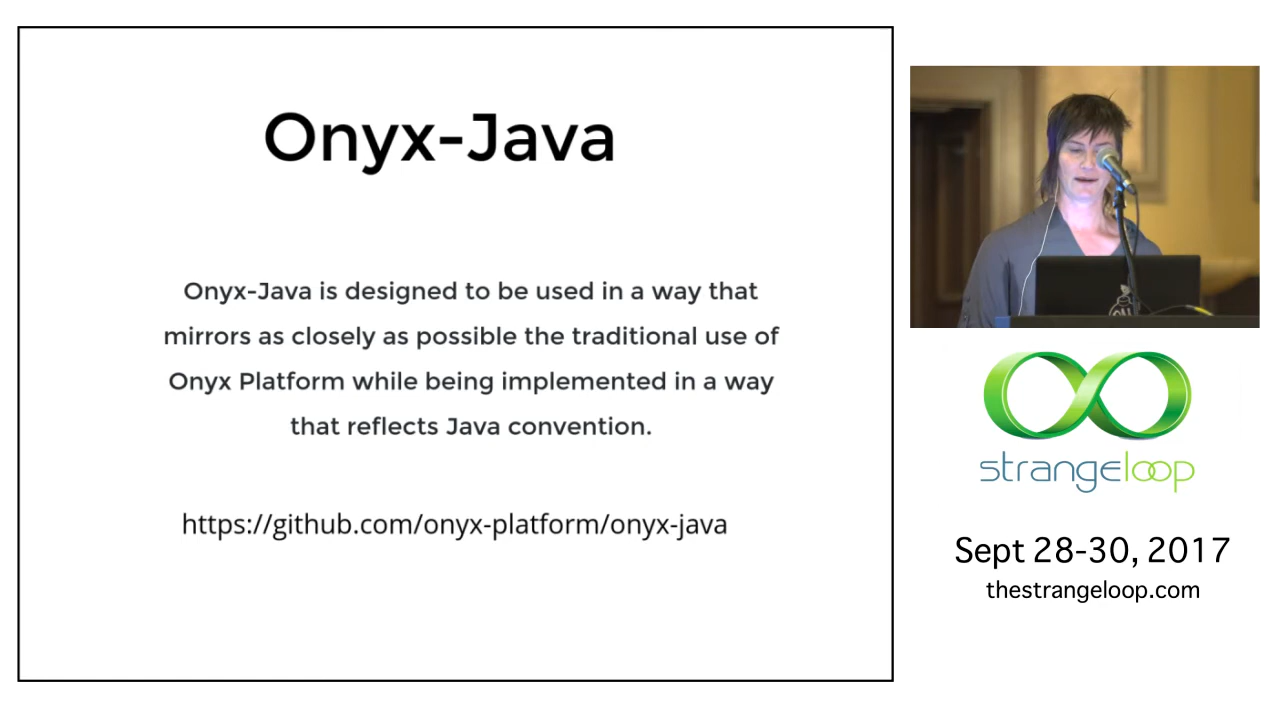 Onyx-Java
Onyx-Java is designed to be used in a way that
mirrors as closely as possible the traditional use of
Onyx Platform while being implemented in a way
that reflects Java convention.
https://github.com/onyx-platform/onyx-java
strangeloop
Sept 28-30, 2017
thestrangeloop.com